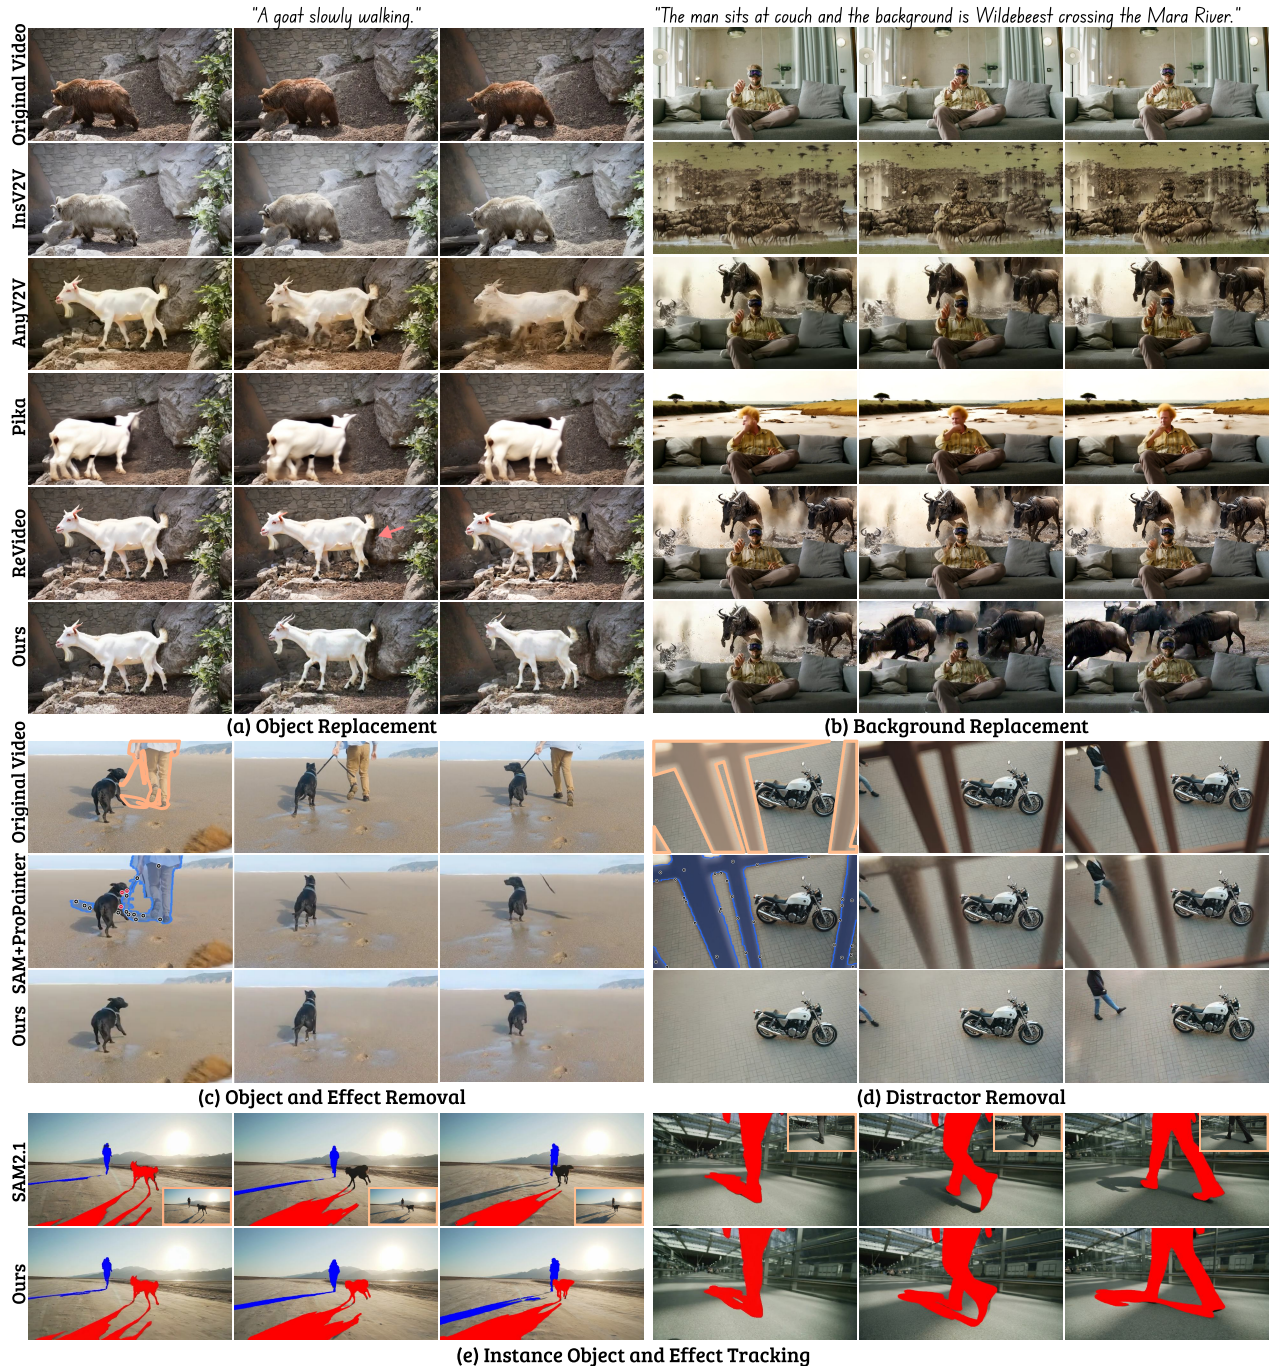 "A goat slowly walking."
"The man sits at couch and the background is Wildebeest crossing the Mara River."
Original Video
InsV2V
AnyV2V
Pika
ReVideo
Ours
(a) Object Replacement
(b) Background Replacement
Original Video
SAM+ProPainter
Ours
(c) Object and Effect Removal
(d) Distractor Removal
SAM2.1
Ours
(e) Instance Object and Effect Tracking